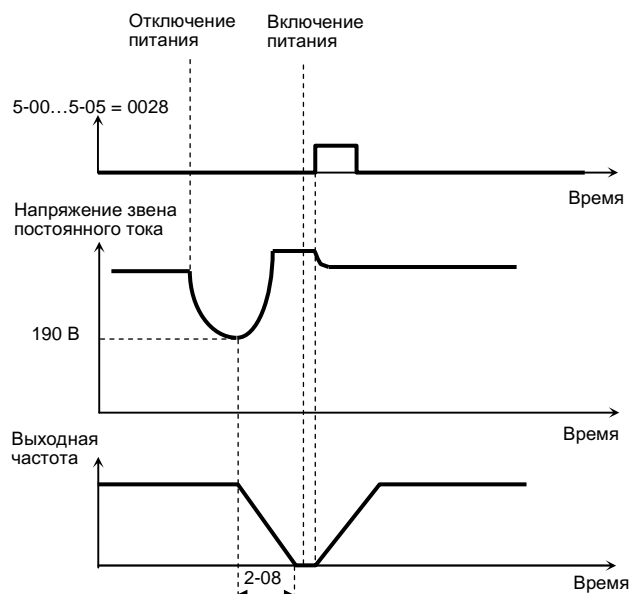 Отключение
питания
Включение
питания
5-00…5-05 = 0028
Время
Напряжение звена
постоянного тока
190 В
Время
Выходная
частота
2-08
Время